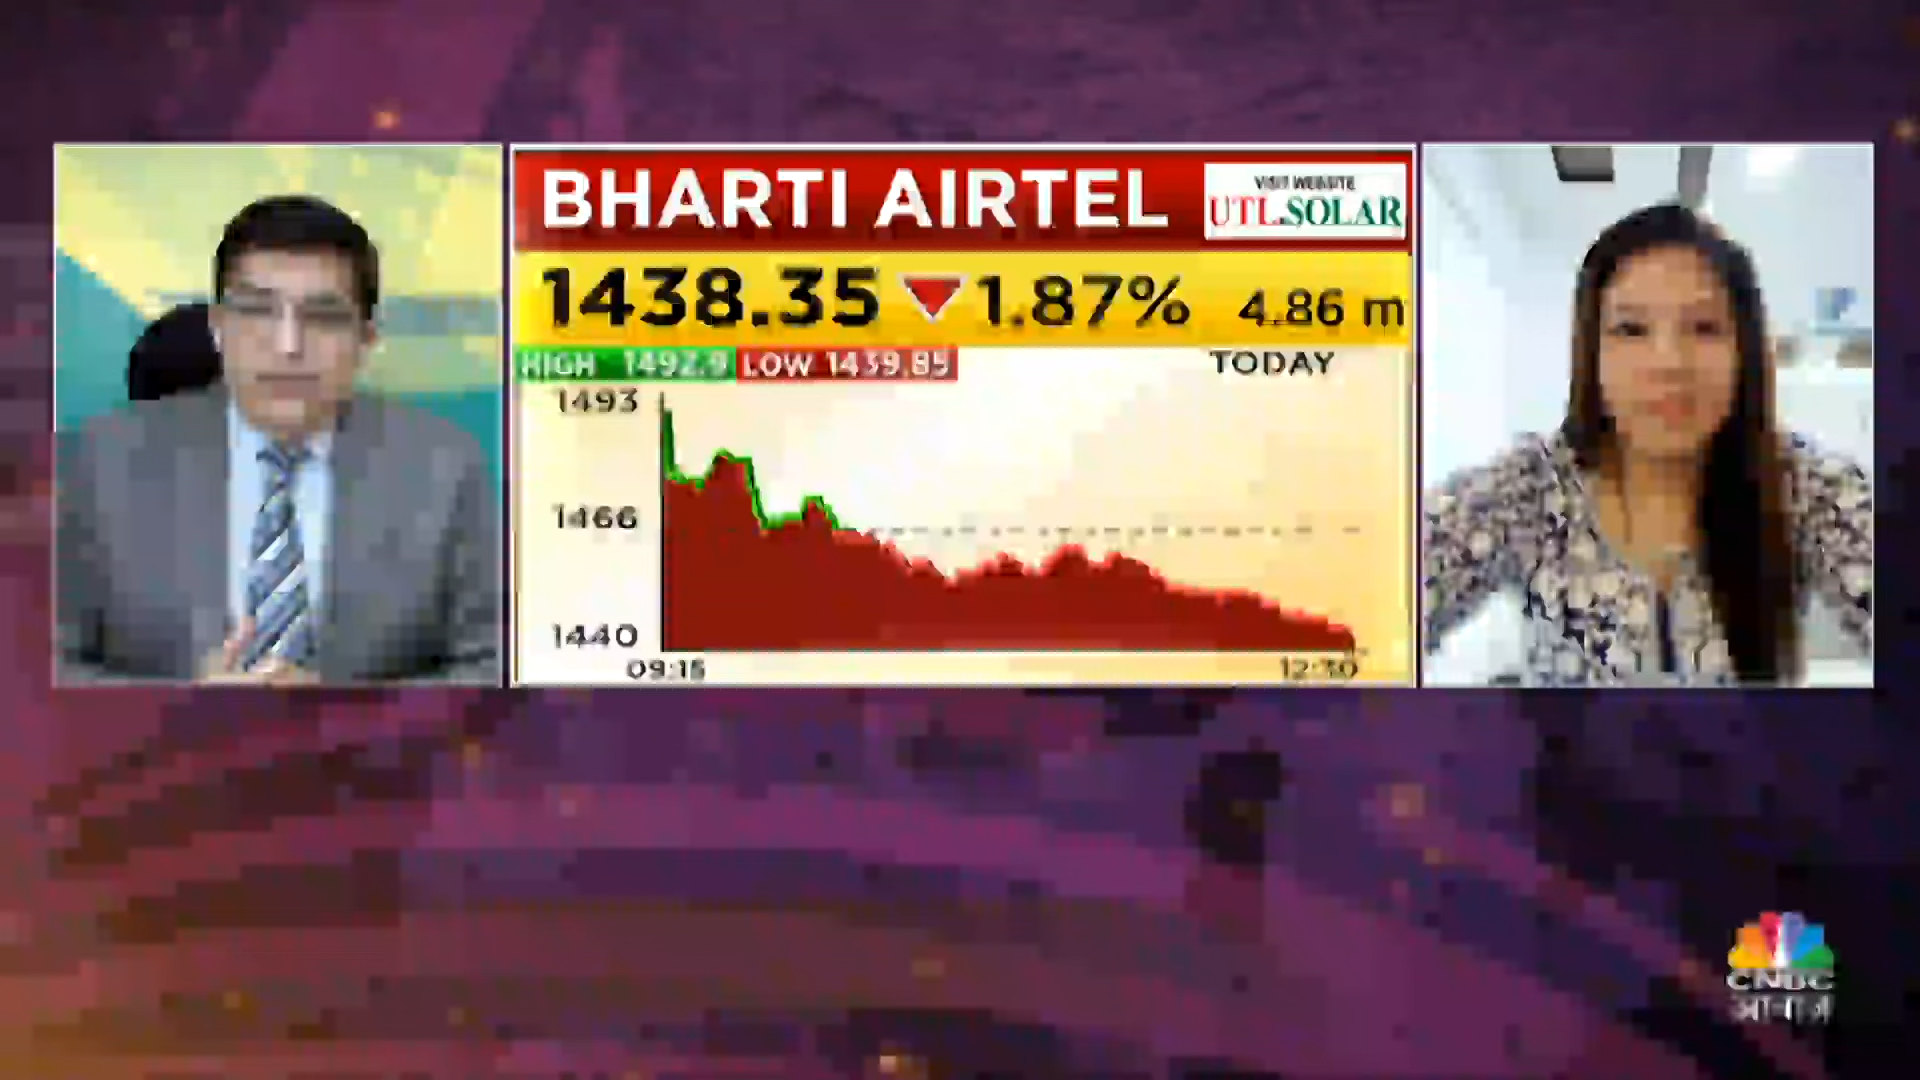 BHARTI AIRTEL
VISIT WEBSITE
UTL.SOLAR
1438.35 ▼ 1.87% 4.86 m
HIGH 1492.9 LOW 1439.85 TODAY
1493
1466
1440
09:15 12:30
CNBC
आवाज़